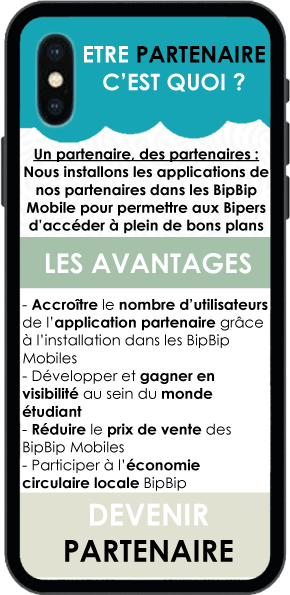 ETRE PARTENAIRE
C'EST QUOI ?
Un partenaire, des partenaires :
Nous installons les applications de
nos partenaires dans les BipBip
Mobile pour permettre aux Bipers
d'accéder à plein de bons plans
LES AVANTAGES
- Accroître le nombre d'utilisateurs
de l'application partenaire grâce
à l'installation dans les BipBip
Mobiles
- Développer et gagner en
visibilité au sein du monde
étudiant
- Réduire le prix de vente des
BipBip Mobiles
- Participer à l'économie
circulaire locale BipBip
DEVENIR
PARTENAIRE